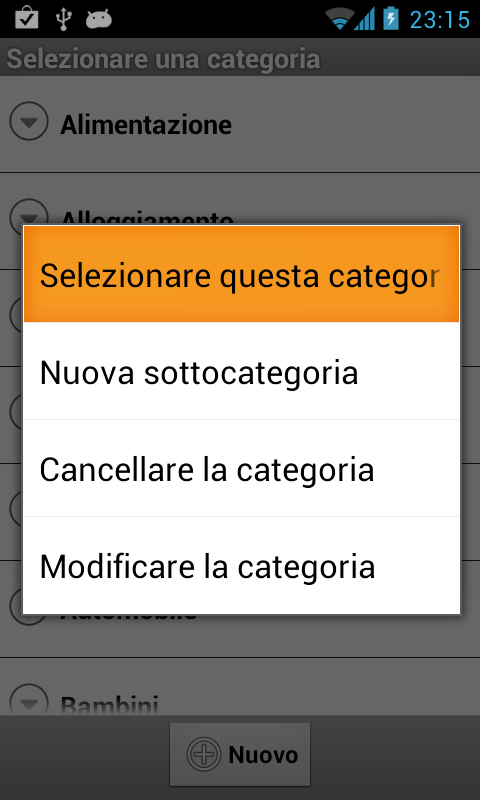 23:15
Selezionare una categoria
Alimentazione
Alloggiamento
Selezionare questa categor
Nuova sottocategoria
Cancellare la categoria
Modificare la categoria
Automobile
Bambini
Nuovo